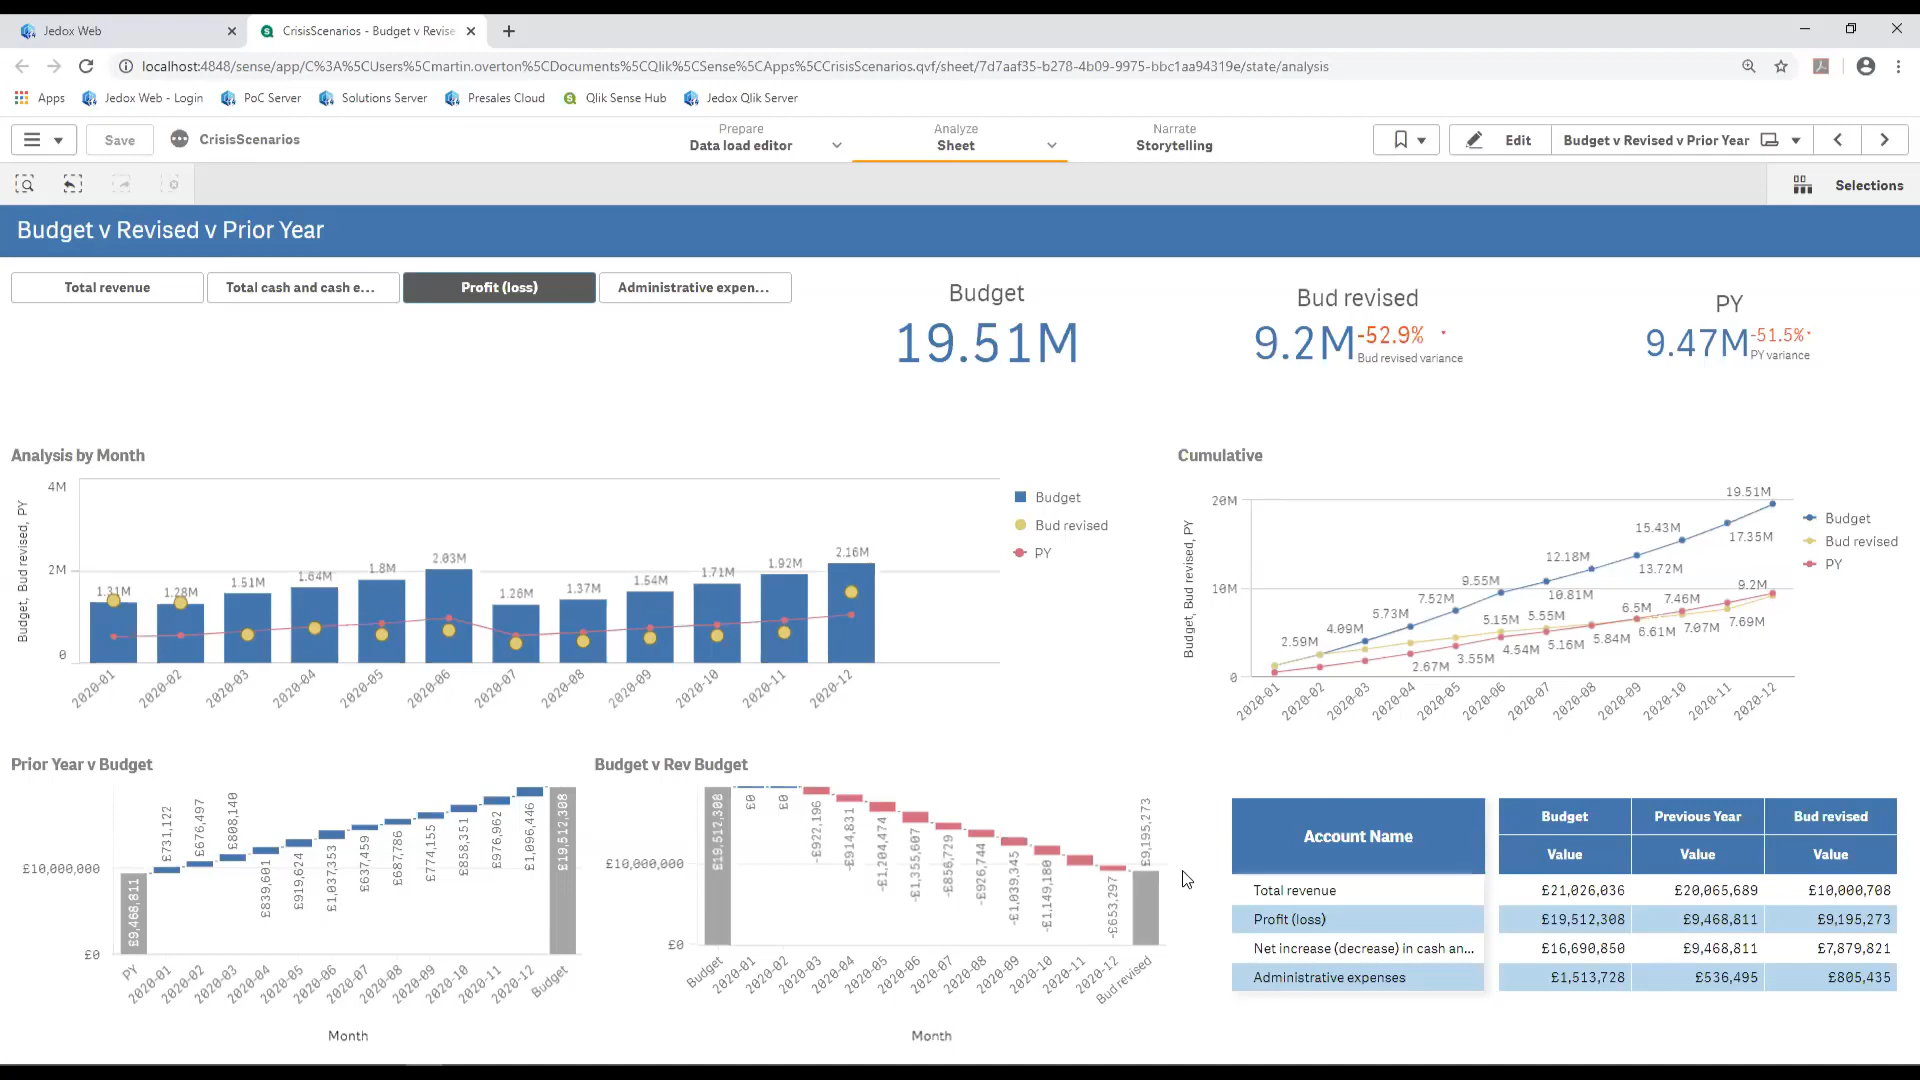 Jedox Web
CrisisScenarios - Budget v Revise
localhost:4848/sense/app/C%3A%5CUsers%5Cmartin.overton%5CDocuments%5CQlik%5CSense%5CApps%5CCrisisScenarios.qvf/sheet/7d7aaf35-b278-4b09-9975-bbc1aa94319e/state/analysis
Apps Jedox Web - Login PoC Server Solutions Server Presales Cloud Qlik Sense Hub Jedox Qlik Server
Save CrisisScenarios
Prepare
Data load editor
Analyze
Sheet
Narrate
Storytelling
Edit Budget v Revised v Prior Year
Selections
Budget v Revised v Prior Year
Total revenue Total cash and cash e... Profit (loss) Administrative expen...
Budget
19.51M
Bud revised
9.2M -52.9%
Bud revised variance
PY
9.47M -51.5%
PY variance
Analysis by Month
Budget, Bud revised, PY
4M
2M
0
1.31M 1.28M 1.51M 1.64M 1.8M 2.03M 1.26M 1.37M 1.54M 1.71M 1.92M 2.16M
2020-01 2020-02 2020-03 2020-04 2020-05 2020-06 2020-07 2020-08 2020-09 2020-10 2020-11 2020-12
Budget
Bud revised
PY
Cumulative
Budget, Bud revised, PY
20M
10M
0
2.59M 4.09M 5.73M 7.52M 9.55M 10.81M 12.18M 13.72M 15.43M 17.35M 19.51M
5.15M 5.55M 6.5M 7.46M 9.2M
2.67M 3.55M 4.54M 5.16M 5.84M 6.61M 7.07M 7.69M
2020-01 2020-02 2020-03 2020-04 2020-05 2020-06 2020-07 2020-08 2020-09 2020-10 2020-11 2020-12
Budget
Bud revised
PY
Prior Year v Budget
£10,000,000
£0
£9,468,811 £731,122 £676,497 £808,140 £839,601 £919,624 £1,037,353 £637,459 £687,786 £774,155 £858,351 £976,962 £1,096,446 £19,512,308
PY 2020-01 2020-02 2020-03 2020-04 2020-05 2020-06 2020-07 2020-08 2020-09 2020-10 2020-11 2020-12 Budget
Month
Budget v Rev Budget
£10,000,000
£0
£19,512,308 £0 £0 -£922,196 -£914,831 -£1,204,474 -£1,355,607 -£856,729 -£926,744 -£1,039,345 -£1,149,180 -£653,297 £9,195,273
Budget 2020-01 2020-02 2020-03 2020-04 2020-05 2020-06 2020-07 2020-08 2020-09 2020-10 2020-11 2020-12 Bud revised
Month
Account Name Budget Previous Year Bud revised
Value Value Value
Total revenue £21,026,036 £20,065,689 £10,000,708
Profit (loss) £19,512,308 £9,468,811 £9,195,273
Net increase (decrease) in cash an... £16,690,850 £9,468,811 £7,879,821
Administrative expenses £1,513,728 £536,495 £805,435